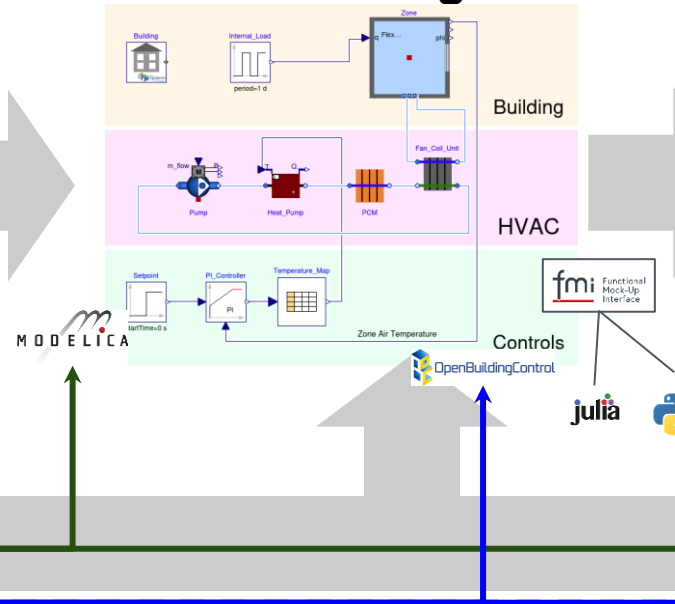 Building
Internal_Load
period=1 d
Zone
q
Flex...
phi
Building
m_flow
M
P
Pump
T
Q
Heat_Pump
PCM
Fan_Coil_Unit
HVAC
Setpoint
startTime=0 s
PI_Controller
PI
Temperature_Map
Zone Air Temperature
Controls
MODELICA
fmi
Functional
Mock-Up
Interface
OpenBuildingControl
julia